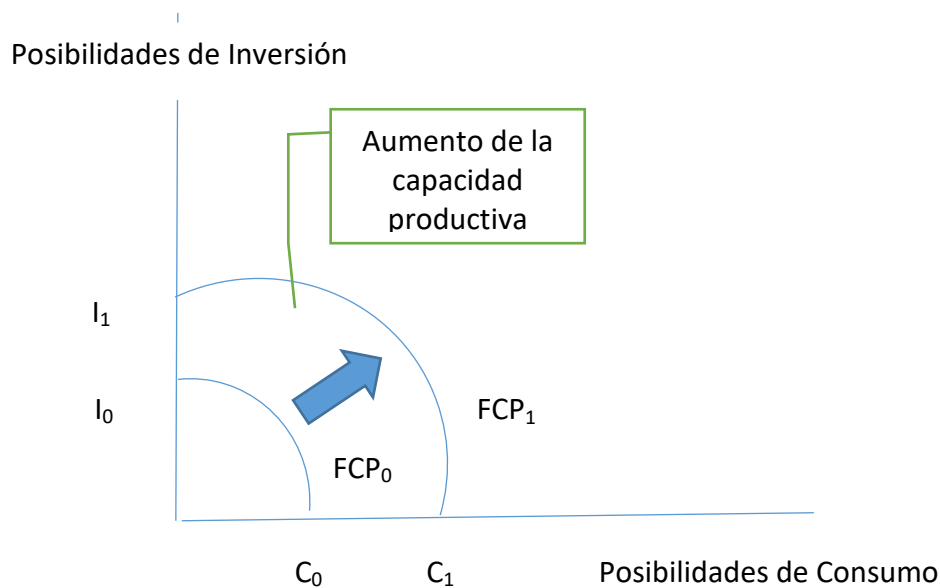 Posibilidades de Inversión
Aumento de la
capacidad
productiva
I₁
I₀
FCP₁
FCP₀
C₀
C₁
Posibilidades de Consumo